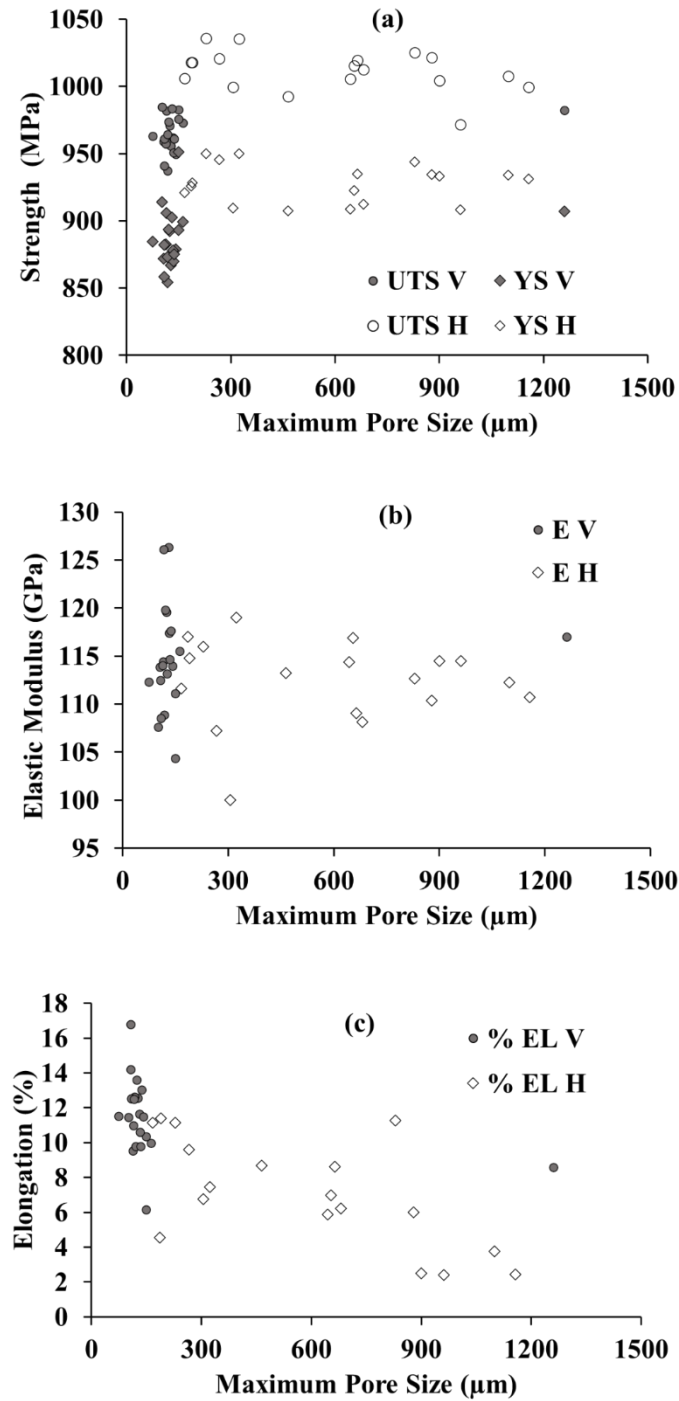 (a)
Strength (MPa)
1050
1000
950
900
850
800
UTS V YS V
UTS H YS H
0 300 600 900 1200 1500
Maximum Pore Size (µm)
(b)
Elastic Modulus (GPa)
130
125
120
115
110
105
100
95
E V
E H
0 300 600 900 1200 1500
Maximum Pore Size (µm)
(c)
Elongation (%)
18
16
14
12
10
8
6
4
2
0
% EL V
% EL H
0 300 600 900 1200 1500
Maximum Pore Size (µm)